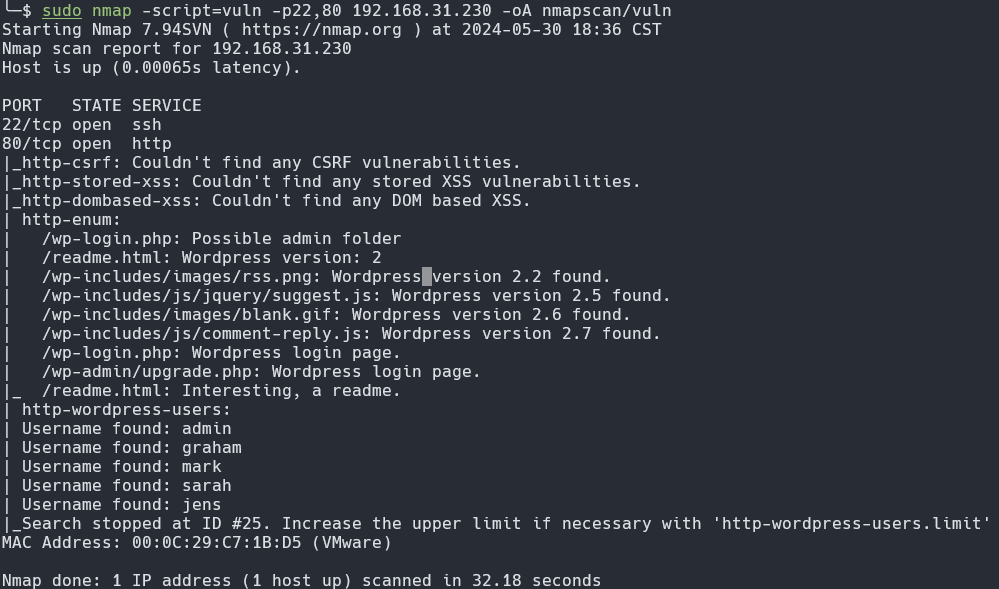 └─$ sudo nmap -script=vuln -p22,80 192.168.31.230 -oA nmapscan/vuln
Starting Nmap 7.94SVN ( https://nmap.org ) at 2024-05-30 18:36 CST
Nmap scan report for 192.168.31.230
Host is up (0.00065s latency).

PORT   STATE SERVICE
22/tcp open  ssh
80/tcp open  http
|_http-csrf: Couldn't find any CSRF vulnerabilities.
|_http-stored-xss: Couldn't find any stored XSS vulnerabilities.
|_http-dombased-xss: Couldn't find any DOM based XSS.
| http-enum:
|   /wp-login.php: Possible admin folder
|   /readme.html: Wordpress version: 2
|   /wp-includes/images/rss.png: Wordpress version 2.2 found.
|   /wp-includes/js/jquery/suggest.js: Wordpress version 2.5 found.
|   /wp-includes/images/blank.gif: Wordpress version 2.6 found.
|   /wp-includes/js/comment-reply.js: Wordpress version 2.7 found.
|   /wp-login.php: Wordpress login page.
|   /wp-admin/upgrade.php: Wordpress login page.
|_  /readme.html: Interesting, a readme.
| http-wordpress-users:
| Username found: admin
| Username found: graham
| Username found: mark
| Username found: sarah
| Username found: jens
|_Search stopped at ID #25. Increase the upper limit if necessary with 'http-wordpress-users.limit'
MAC Address: 00:0C:29:C7:1B:D5 (VMware)

Nmap done: 1 IP address (1 host up) scanned in 32.18 seconds